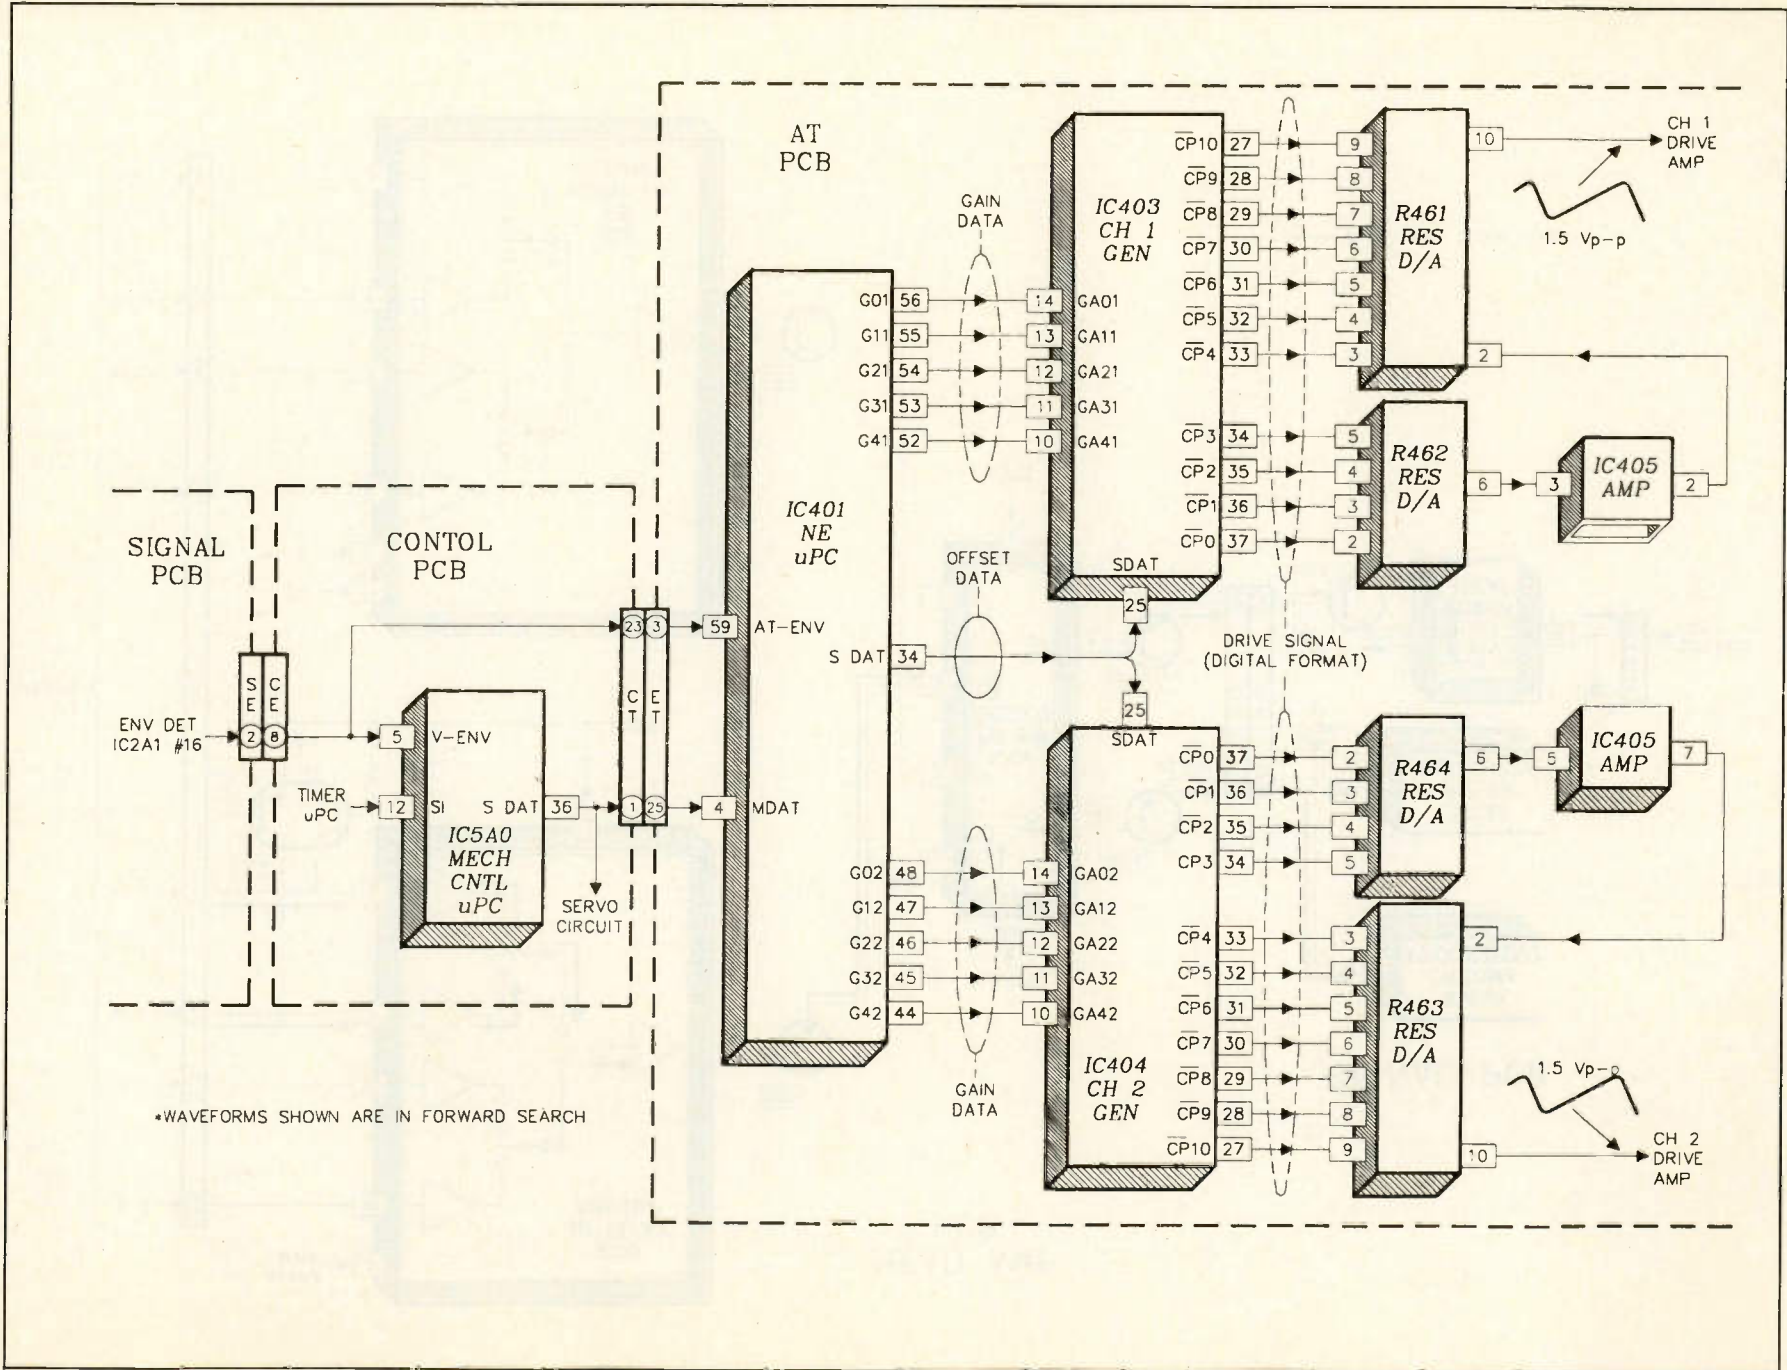 AT
PCB
GAIN
DATA
IC401
NE
uPC
G01 56
G11 55
G21 54
G31 53
G41 52
59 AT-ENV
S DAT 34
4 MDAT
G02 48
G12 47
G22 46
G32 45
G42 44
OFFSET
DATA
GAIN
DATA
IC403
CH 1
GEN
14 GA01
13 GA11
12 GA21
11 GA31
10 GA41
CP10 27
CP9 28
CP8 29
CP7 30
CP6 31
CP5 32
CP4 33
CP3 34
CP2 35
CP1 36
CP0 37
SDAT
25
9
8
7
6
5
4
3
R461
RES
D/A
10
2
CH 1
DRIVE
AMP
1.5 Vp-p
5
4
3
2
R462
RES
D/A
6
3
IC405
AMP
2
DRIVE SIGNAL
(DIGITAL FORMAT)
SIGNAL
PCB
CONTOL
PCB
SE
CE
2
8
ENV DET
IC2A1 #16
5 V-ENV
TIMER
uPC
12 SI
S DAT 36
IC5A0
MECH
CNTL
uPC
SERVO
CIRCUIT
23
3
CT
ET
1
25
25
SDAT
IC404
CH 2
GEN
14 GA02
13 GA12
12 GA22
11 GA32
10 GA42
CP0 37
CP1 36
CP2 35
CP3 34
CP4 33
CP5 32
CP6 31
CP7 30
CP8 29
CP9 28
CP10 27
2
3
4
5
R464
RES
D/A
6
5
IC405
AMP
7
3
4
5
6
7
8
9
R463
RES
D/A
2
10
1.5 Vp-p
CH 2
DRIVE
AMP
*WAVEFORMS SHOWN ARE IN FORWARD SEARCH